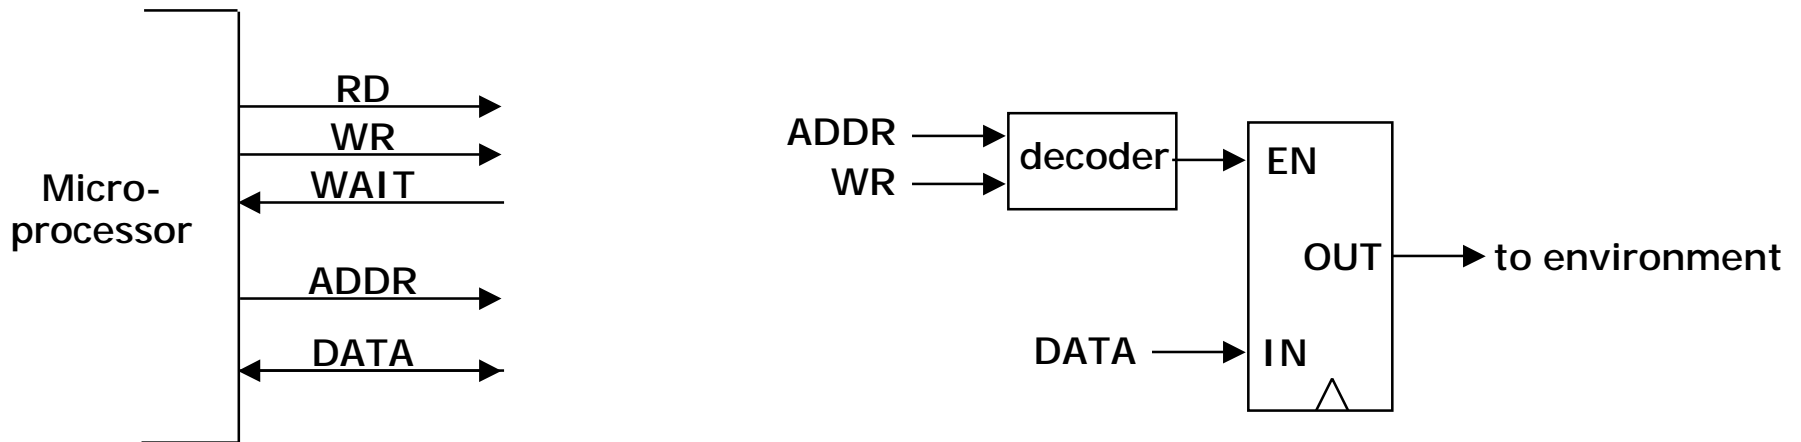 RD
WR
WAIT
Micro-
processor
ADDR
DATA
ADDR
WR
decoder
EN
OUT
to environment
DATA
IN